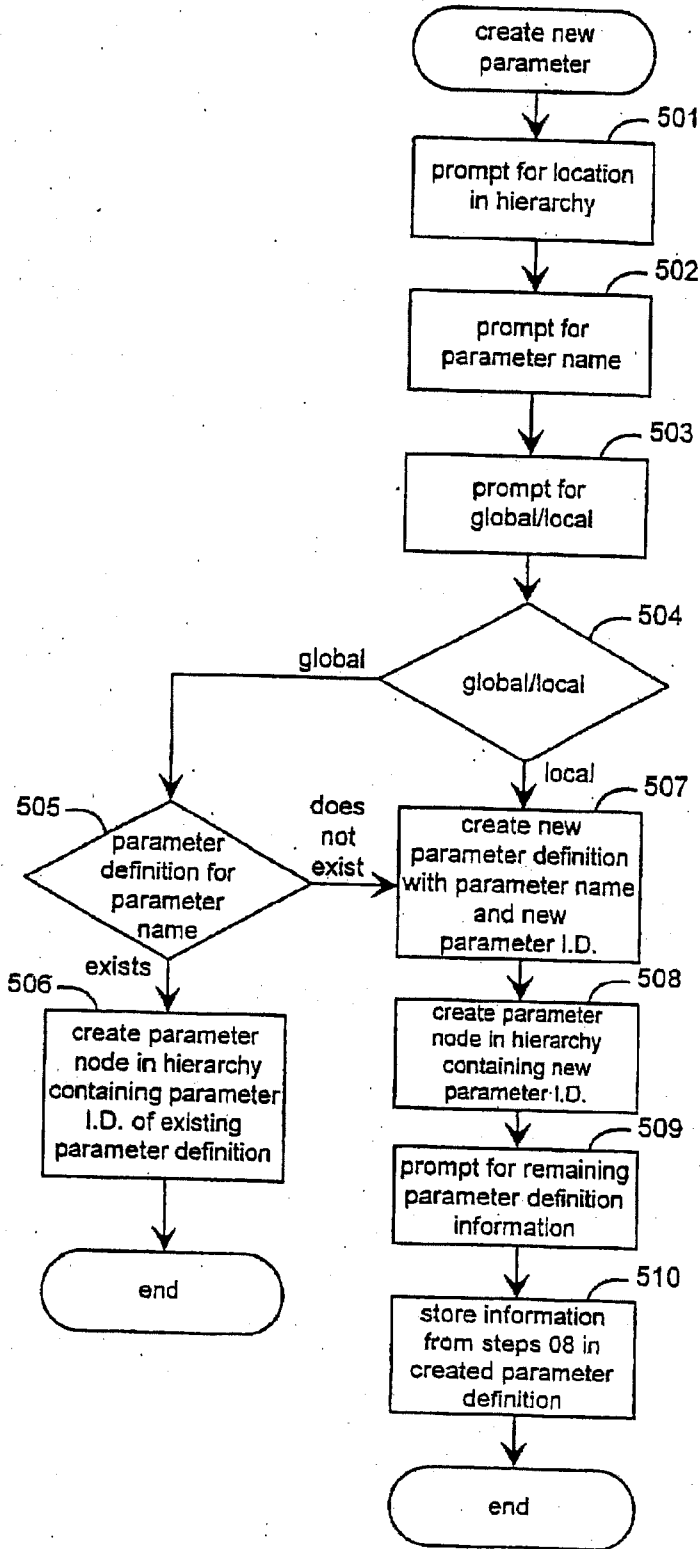 create new
parameter
501
prompt for location
in hierarchy
502
prompt for
parameter name
503
prompt for
global/local
504
global/local
global
local
505
parameter
definition for
parameter
name
does
not
exist
exists
507
create new
parameter definition
with parameter name
and new
parameter I.D.
506
create parameter
node in hierarchy
containing parameter
I.D. of existing
parameter definition
end
508
create parameter
node in hierarchy
containing new
parameter I.D.
509
prompt for remaining
parameter definition
information
510
store information
from steps 08 in
created parameter
definition
end